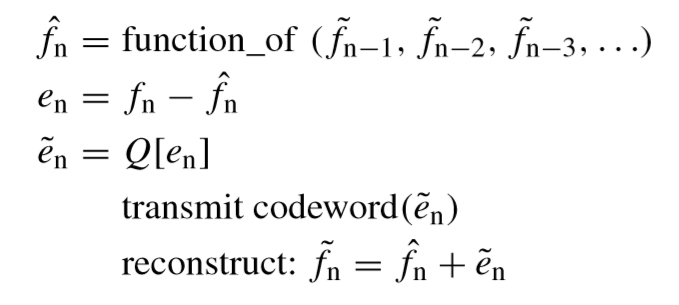 f̂ₙ = function_of (f̃ₙ₋₁, f̃ₙ₋₂, f̃ₙ₋₃, ...)
eₙ = fₙ − f̂ₙ
ẽₙ = Q[eₙ]
transmit codeword(ẽₙ)
reconstruct: f̃ₙ = f̂ₙ + ẽₙ